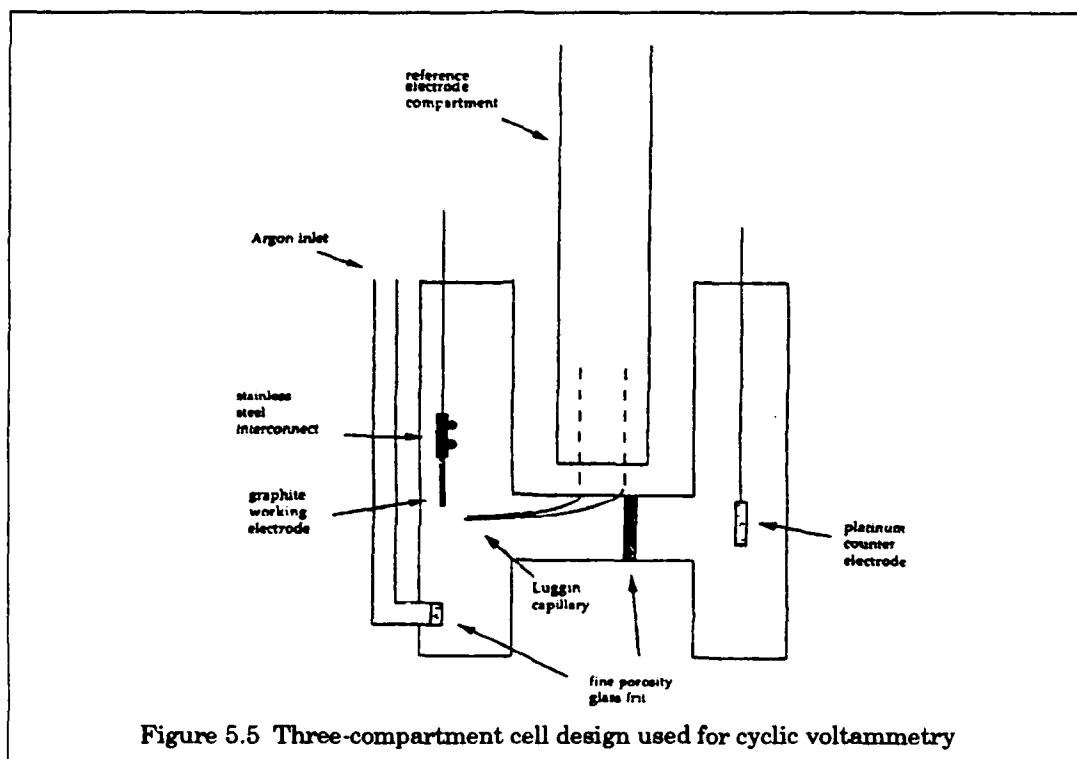 reference
electrode
compartment
Argon inlet
stainless
steel
interconnect
graphite
working
electrode
platinum
counter
electrode
Luggin
capillary
fine porosity
glass frit
Figure 5.5 Three-compartment cell design used for cyclic voltammetry